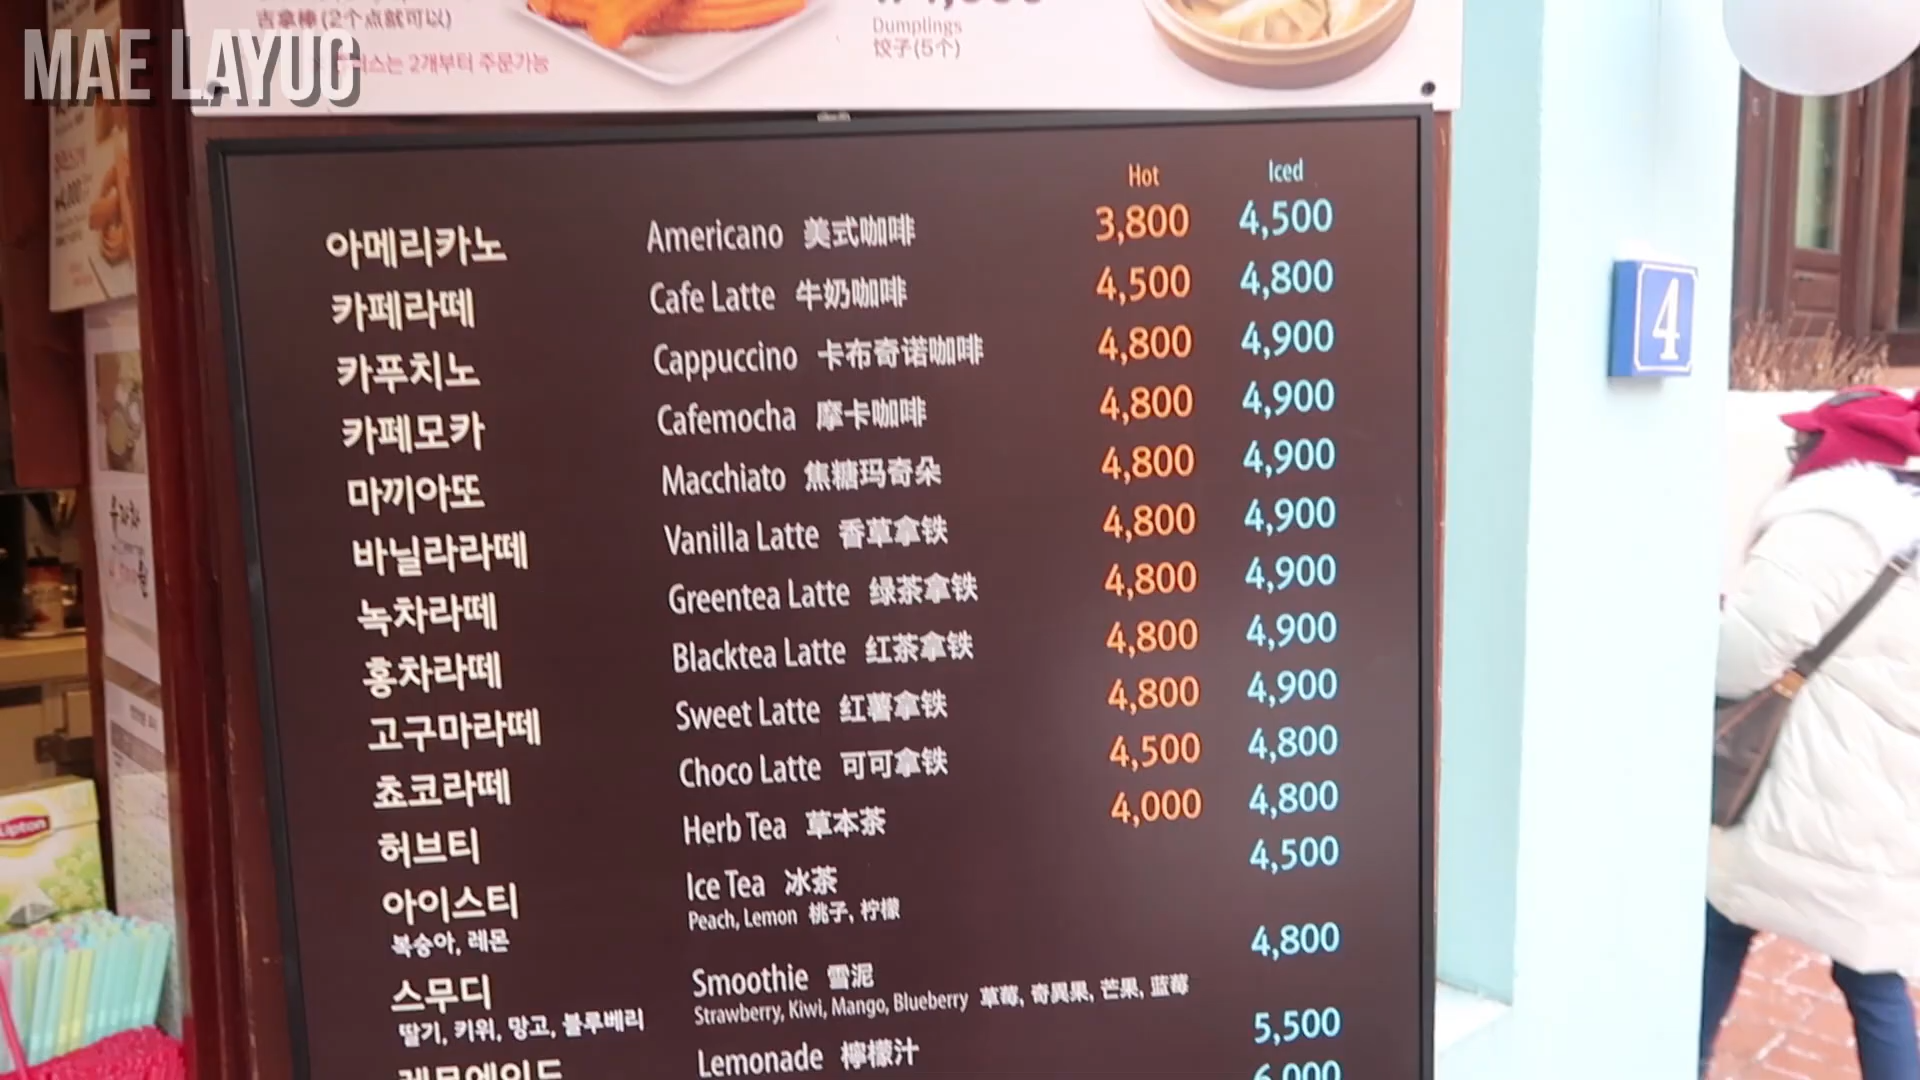 MAE LAYUG
吉拿棒(2个点就可以)
츄러스는 2개부터 주문가능
Dumplings
饺子(5个)
Hot Iced
아메리카노 Americano 美式咖啡 3,800 4,500
카페라떼 Cafe Latte 牛奶咖啡 4,500 4,800
카푸치노 Cappuccino 卡布奇诺咖啡 4,800 4,900
카페모카 Cafemocha 摩卡咖啡 4,800 4,900
마끼아또 Macchiato 焦糖玛奇朵 4,800 4,900
바닐라라떼 Vanilla Latte 香草拿铁 4,800 4,900
녹차라떼 Greentea Latte 绿茶拿铁 4,800 4,900
홍차라떼 Blacktea Latte 红茶拿铁 4,800 4,900
고구마라떼 Sweet Latte 红薯拿铁 4,800 4,900
쵸코라떼 Choco Latte 可可拿铁 4,500 4,800
허브티 Herb Tea 草本茶 4,000 4,800
아이스티 Ice Tea 冰茶 4,500
복숭아, 레몬 Peach, Lemon 桃子, 柠檬
스무디 Smoothie 雪泥 4,800
딸기, 키위, 망고, 블루베리 Strawberry, Kiwi, Mango, Blueberry 草莓, 奇異果, 芒果, 蓝莓
레몬에이드 Lemonade 檸檬汁 5,500
6,000
4
Lipton